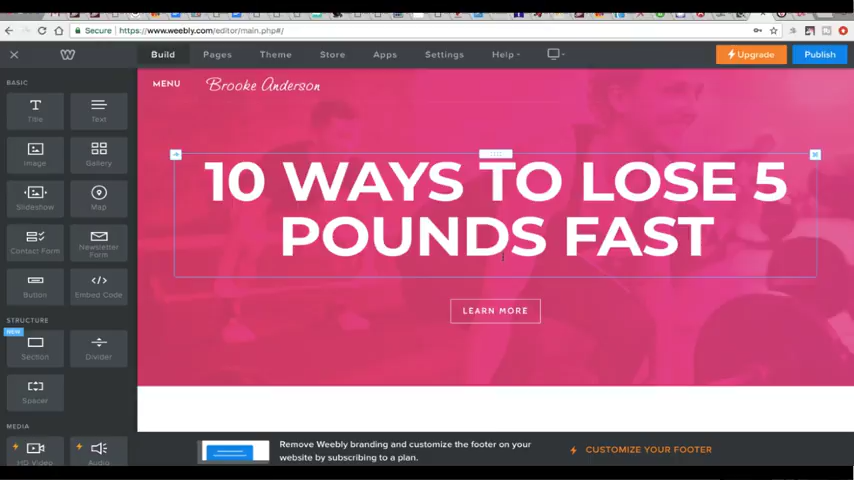 Secure https://www.weebly.com/editor/main.php#/
Build Pages Theme Store Apps Settings Help Upgrade Publish
BASIC
Title Text
Image Gallery
Slideshow Map
Contact Form Newsletter Form
Button Embed Code
STRUCTURE
NEW
Section Divider
Spacer
MEDIA
HD Video Audio
MENU Brooke Anderson
10 WAYS TO LOSE 5
POUNDS FAST
LEARN MORE
Remove Weebly branding and customize the footer on your
website by subscribing to a plan.
CUSTOMIZE YOUR FOOTER